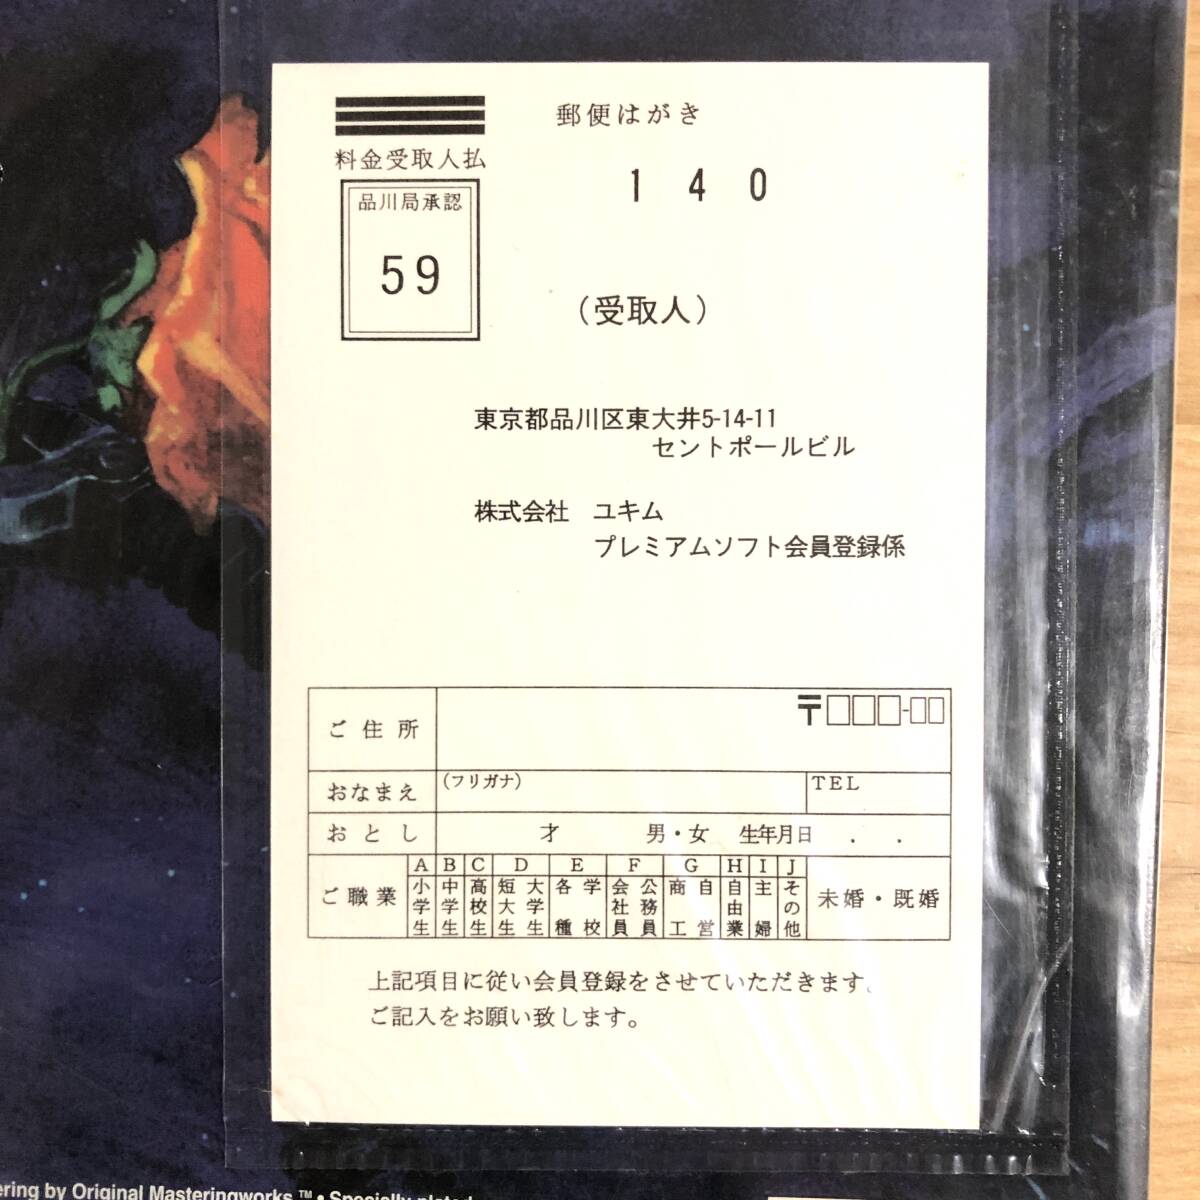 郵便はがき
料金受取人払
品川局承認
59
140
(受取人)
東京都品川区東大井5-14-11
セントポールビル
株式会社 ユキム
プレミアムソフト会員登録係
ご住所
〒□□□-□□
おなまえ
(フリガナ)
TEL
おとし
才 男・女 生年月日 . .
ご職業
A 小学生
B 中学生
C 高校生
D 短大生 大学生
E 各種 学校
F 会社員 公務員
G 商工 自営
H 自由業
I 主婦
J その他
未婚・既婚
上記項目に従い会員登録をさせていただきます。
ご記入をお願い致します。
ering by Original Masteringworks™ • Specially plated